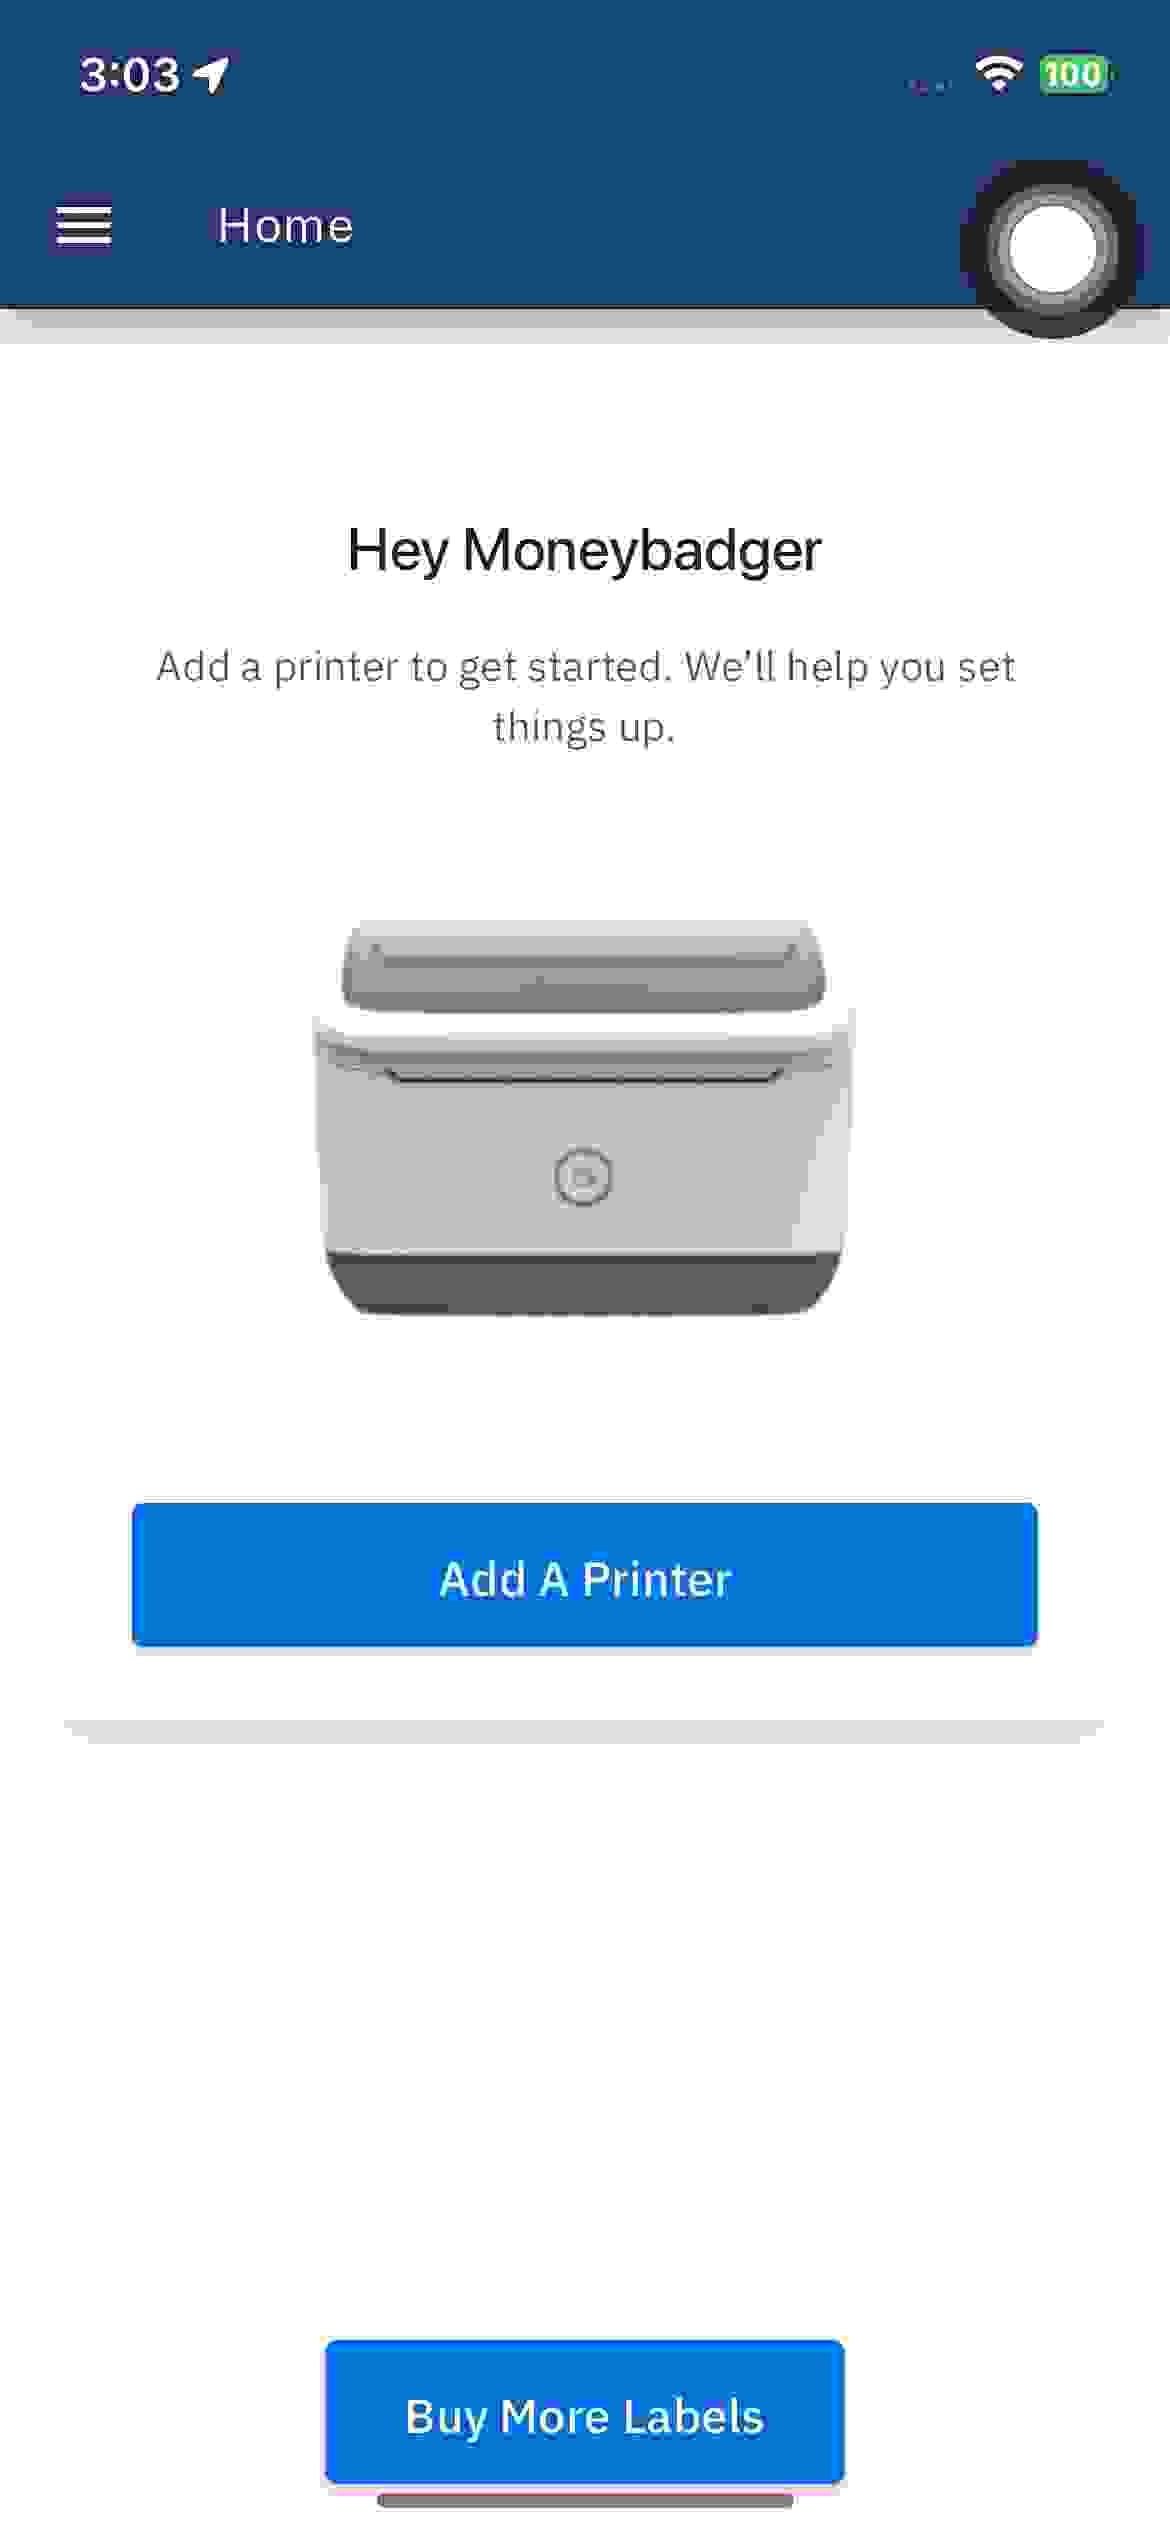 3:03
100
Home
Hey Moneybadger
Add a printer to get started. We'll help you set
things up.
Add A Printer
Buy More Labels